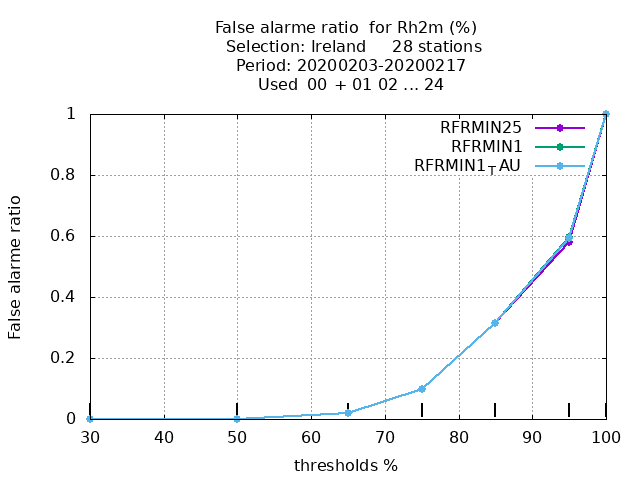 False alarme ratio  for Rh2m (%)
Selection: Ireland     28 stations
Period: 20200203-20200217
Used  00 + 01 02 ... 24
RFRMIN25
RFRMIN1
RFRMIN1_TAU
False alarme ratio
1
0.8
0.6
0.4
0.2
0
30 40 50 60 70 80 90 100
thresholds %